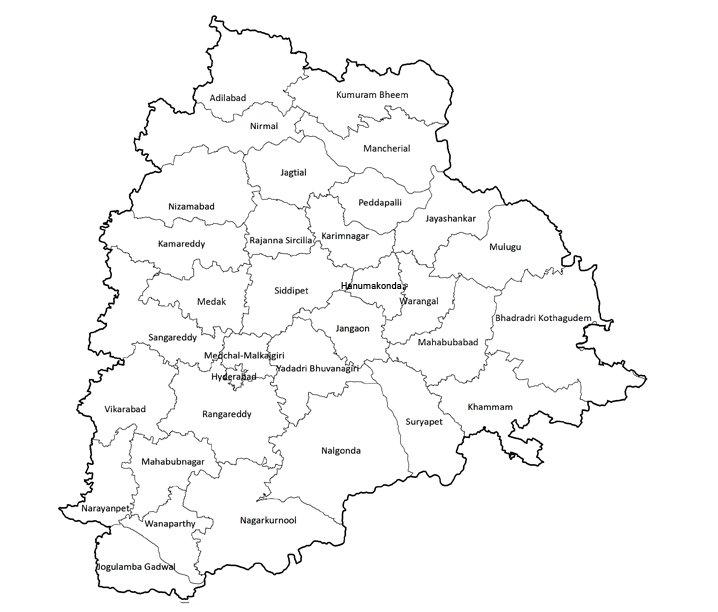 Adilabad
Kumuram Bheem
Nirmal
Mancherial
Jagtial
Peddapalli
Nizamabad
Jayashankar
Karimnagar
Rajanna Sircilla
Kamareddy
Mulugu
Hanumakonda
Siddipet
Medak
Warangal
Bhadradri Kothagudem
Jangaon
Sangareddy
Mahabubabad
Medchal-Malkajgiri
Yadadri Bhuvanagiri
Hyderabad
Vikarabad
Khammam
Rangareddy
Suryapet
Nalgonda
Mahabubnagar
Narayanpet
Nagarkurnool
Wanaparthy
Jogulamba Gadwal